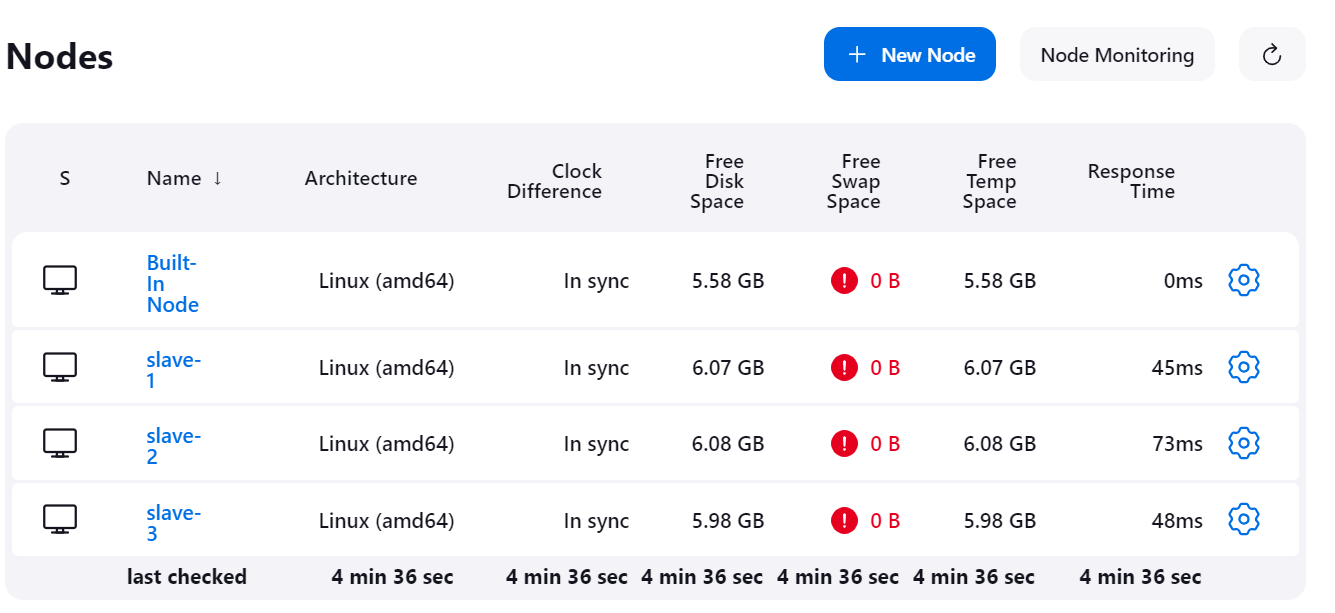 Nodes
+ New Node
Node Monitoring
S
Name ↓
Architecture
Clock
Difference
Free
Disk
Space
Free
Swap
Space
Free
Temp
Space
Response
Time
Built-
In
Node
Linux (amd64)
In sync
5.58 GB
! 0 B
5.58 GB
0ms
slave-
1
Linux (amd64)
In sync
6.07 GB
! 0 B
6.07 GB
45ms
slave-
2
Linux (amd64)
In sync
6.08 GB
! 0 B
6.08 GB
73ms
slave-
3
Linux (amd64)
In sync
5.98 GB
! 0 B
5.98 GB
48ms
last checked
4 min 36 sec
4 min 36 sec
4 min 36 sec
4 min 36 sec
4 min 36 sec
4 min 36 sec